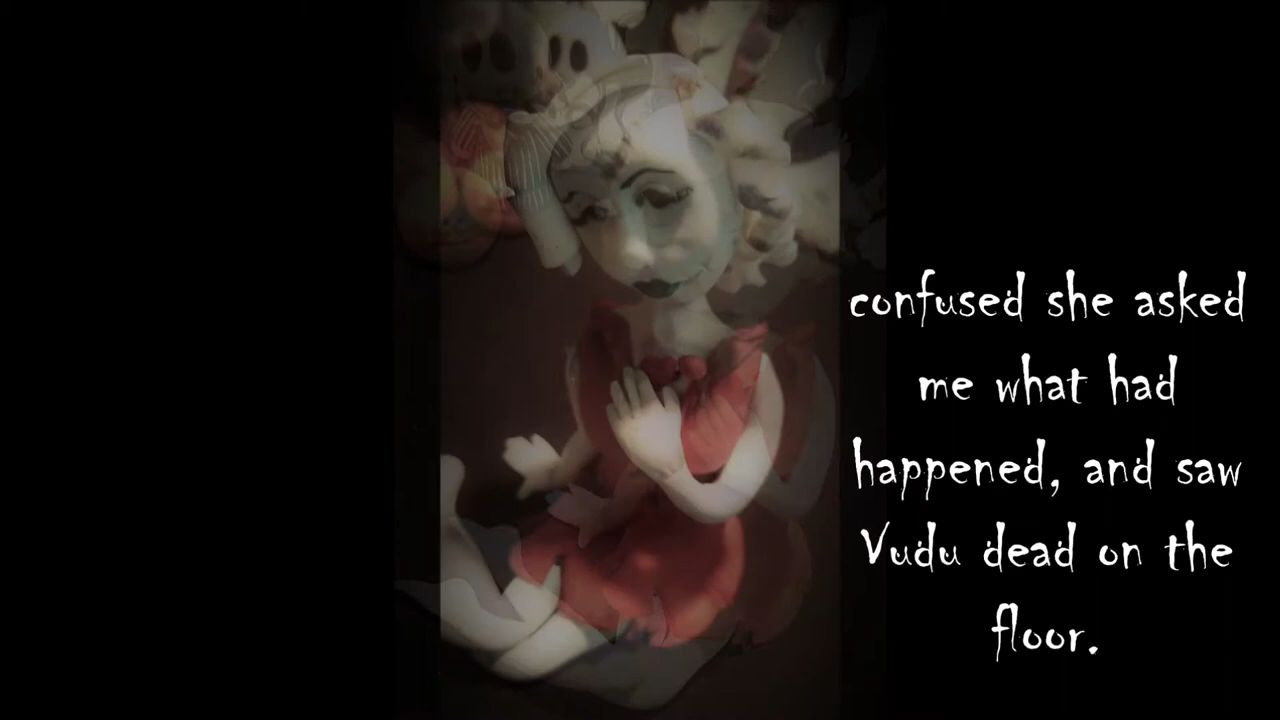 confused she asked
me what had
happened, and saw
Vudu dead on the
floor.